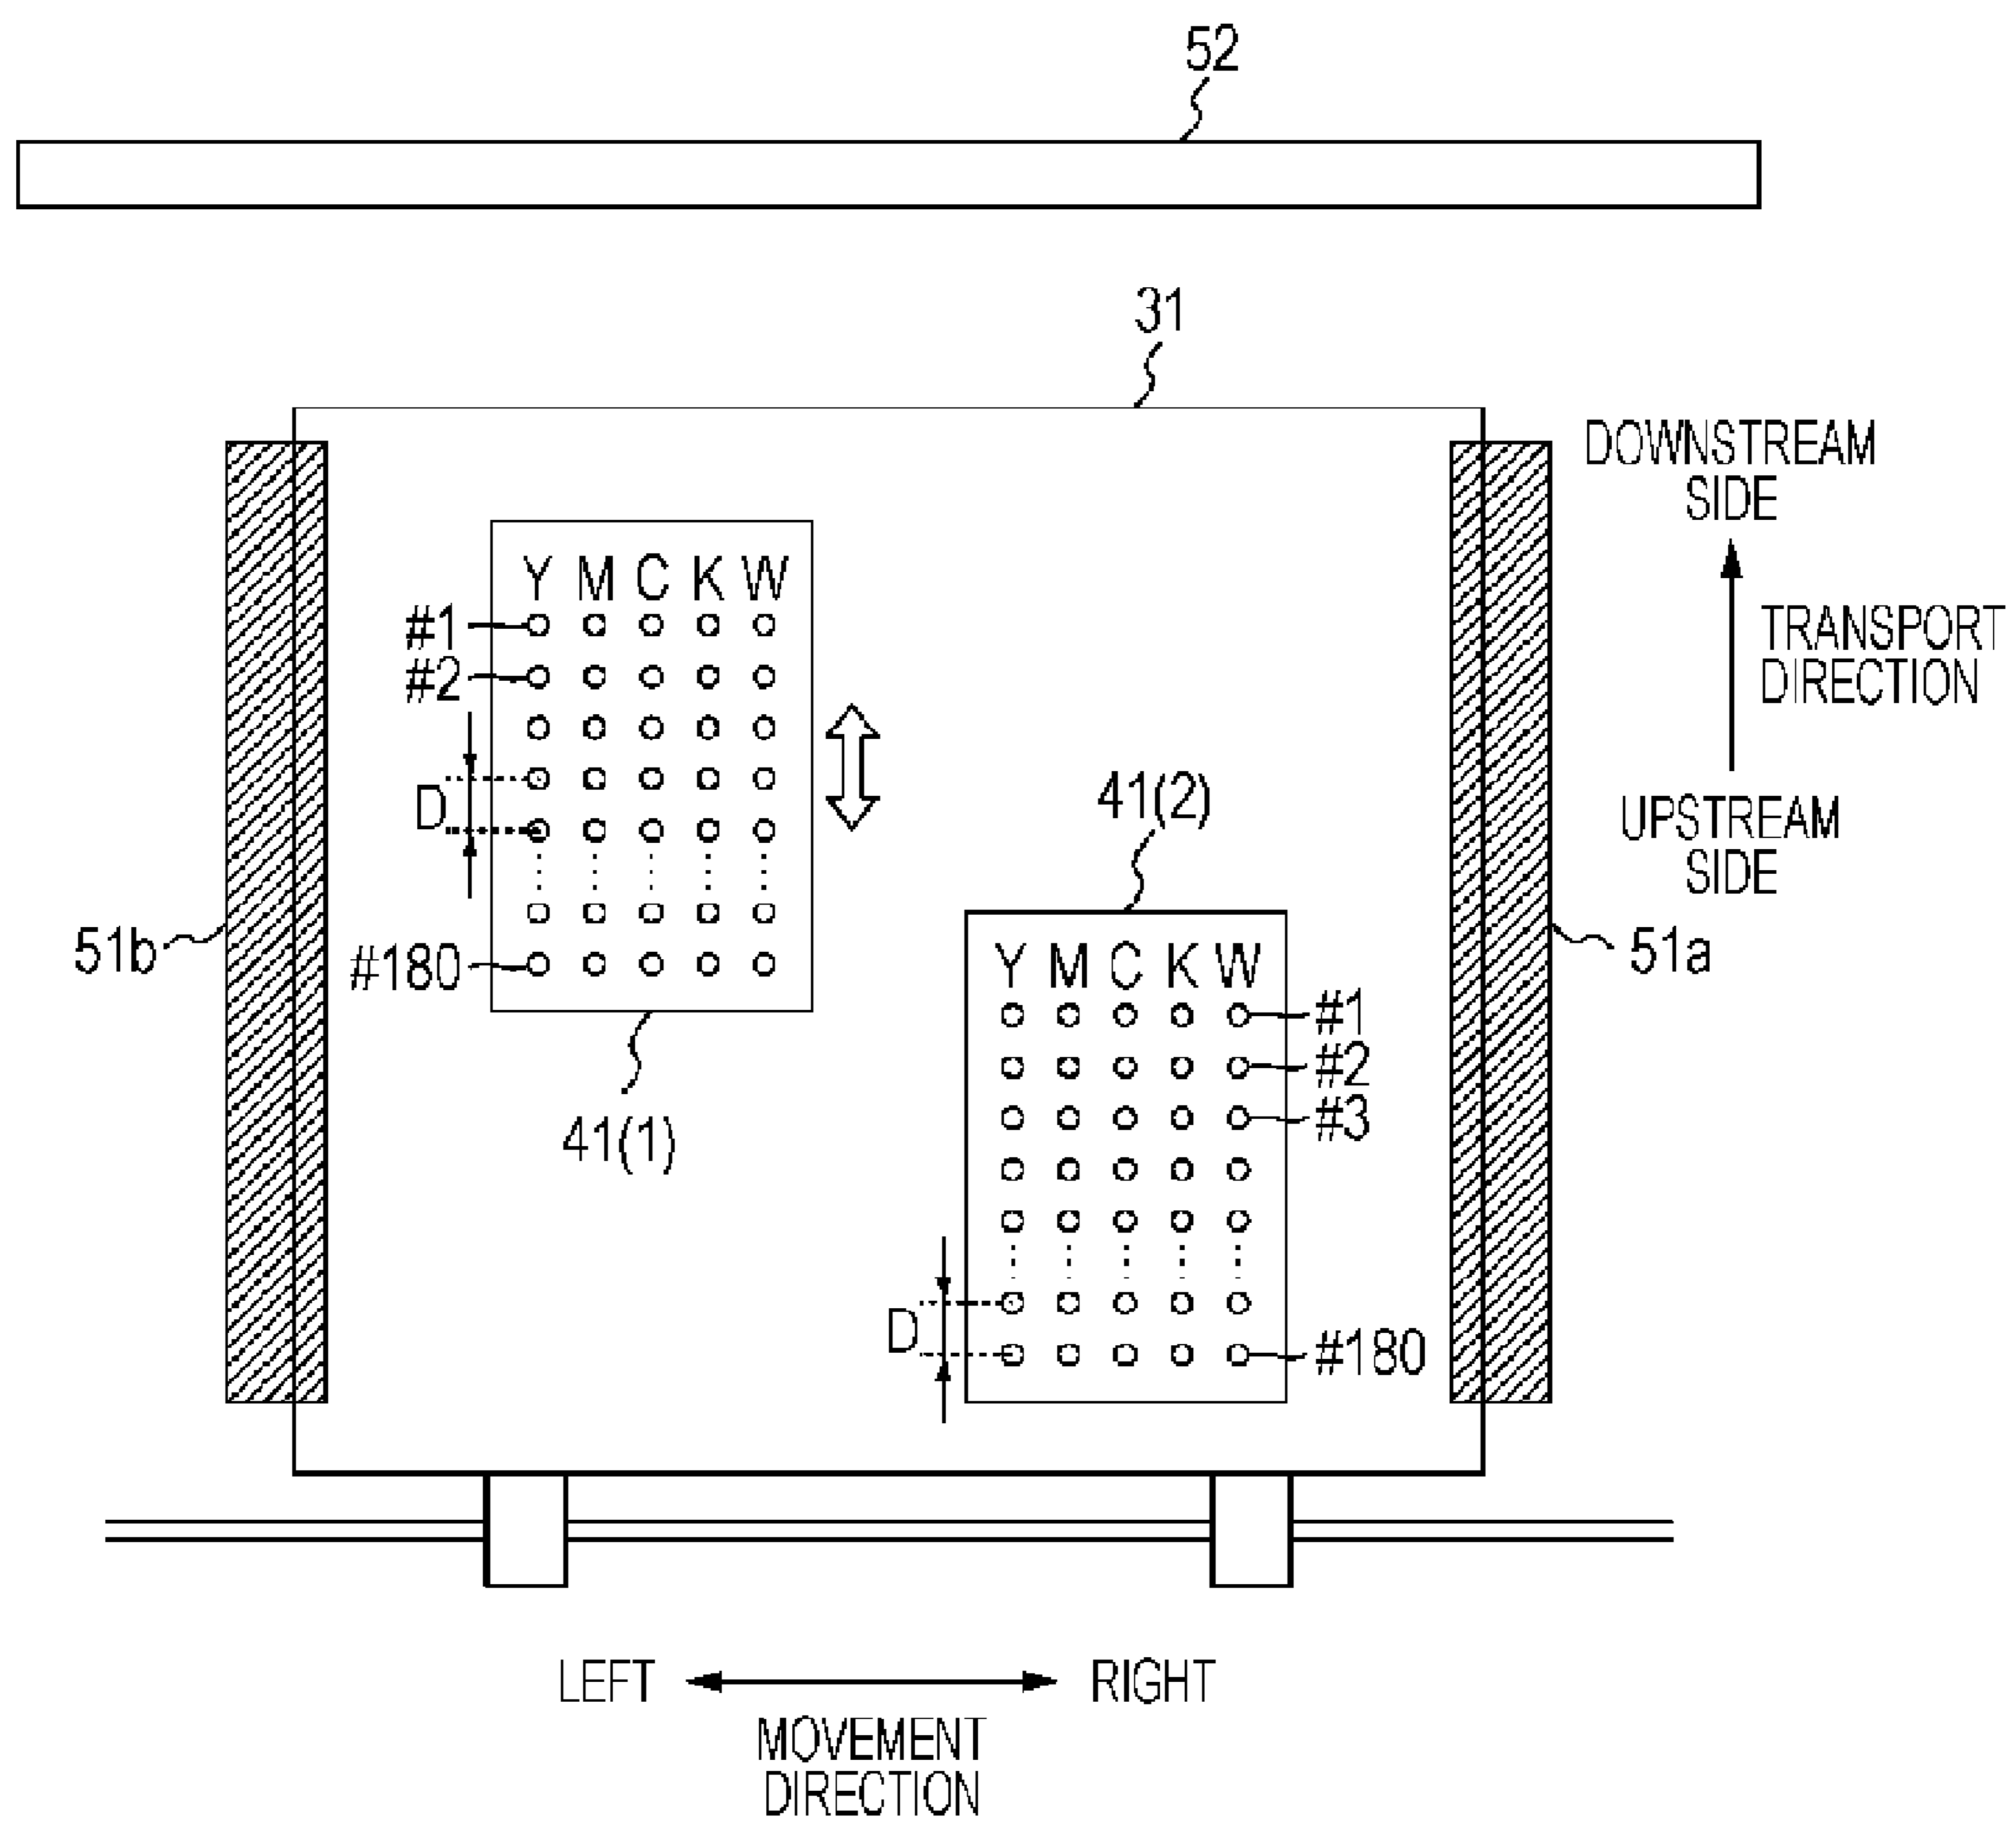 52
31
DOWNSTREAM
SIDE
TRANSPORT
DIRECTION
UPSTREAM
SIDE
Y M C K W
#1
#2
D
#180
41(1)
51b
41(2)
Y M C K W
#1
#2
#3
D
#180
51a
LEFT
RIGHT
MOVEMENT
DIRECTION